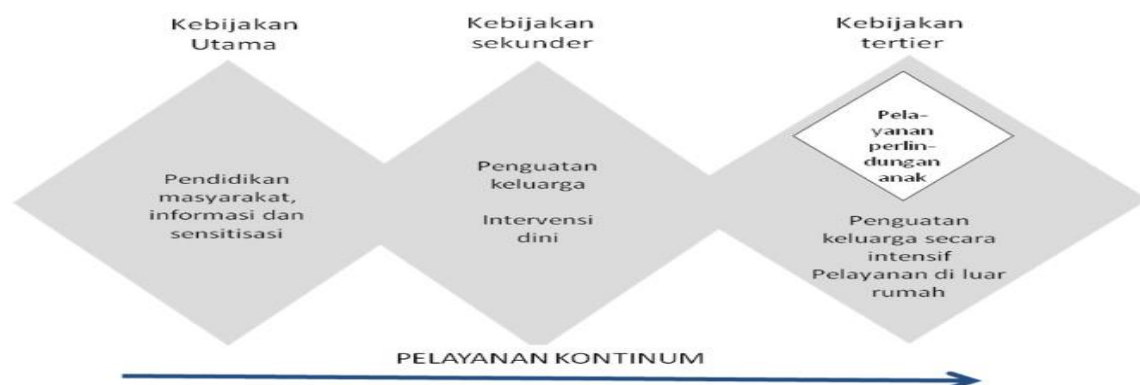 Kebijakan
Utama
Pendidikan
masyarakat,
informasi dan
sensitisasi
Kebijakan
sekunder
Penguatan
keluarga
Intervensi
dini
Kebijakan
tertier
Pela-
yanan
perlin-
dungan
anak
Penguatan
keluarga secara
intensif
Pelayanan di luar
rumah
PELAYANAN KONTINUM